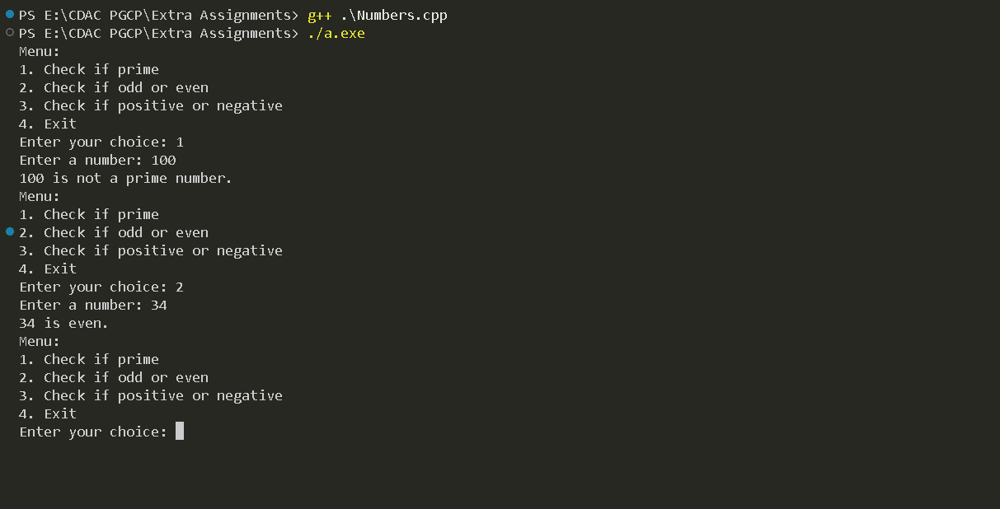 PS E:\CDAC PGCP\Extra Assignments> g++ .\Numbers.cpp
PS E:\CDAC PGCP\Extra Assignments> ./a.exe
Menu:
1. Check if prime
2. Check if odd or even
3. Check if positive or negative
4. Exit
Enter your choice: 1
Enter a number: 100
100 is not a prime number.
Menu:
1. Check if prime
2. Check if odd or even
3. Check if positive or negative
4. Exit
Enter your choice: 2
Enter a number: 34
34 is even.
Menu:
1. Check if prime
2. Check if odd or even
3. Check if positive or negative
4. Exit
Enter your choice: